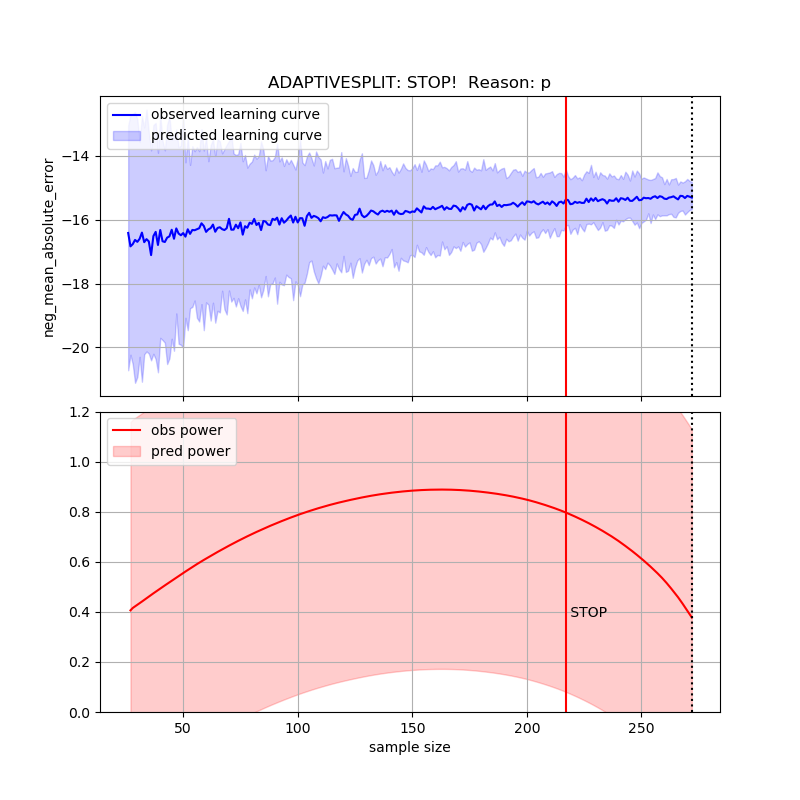 ADAPTIVESPLIT: STOP!  Reason: p
observed learning curve
predicted learning curve
neg_mean_absolute_error
−14
−16
−18
−20
obs power
pred power
1.2
1.0
0.8
0.6
0.4
0.2
0.0
STOP
50 100 150 200 250
sample size